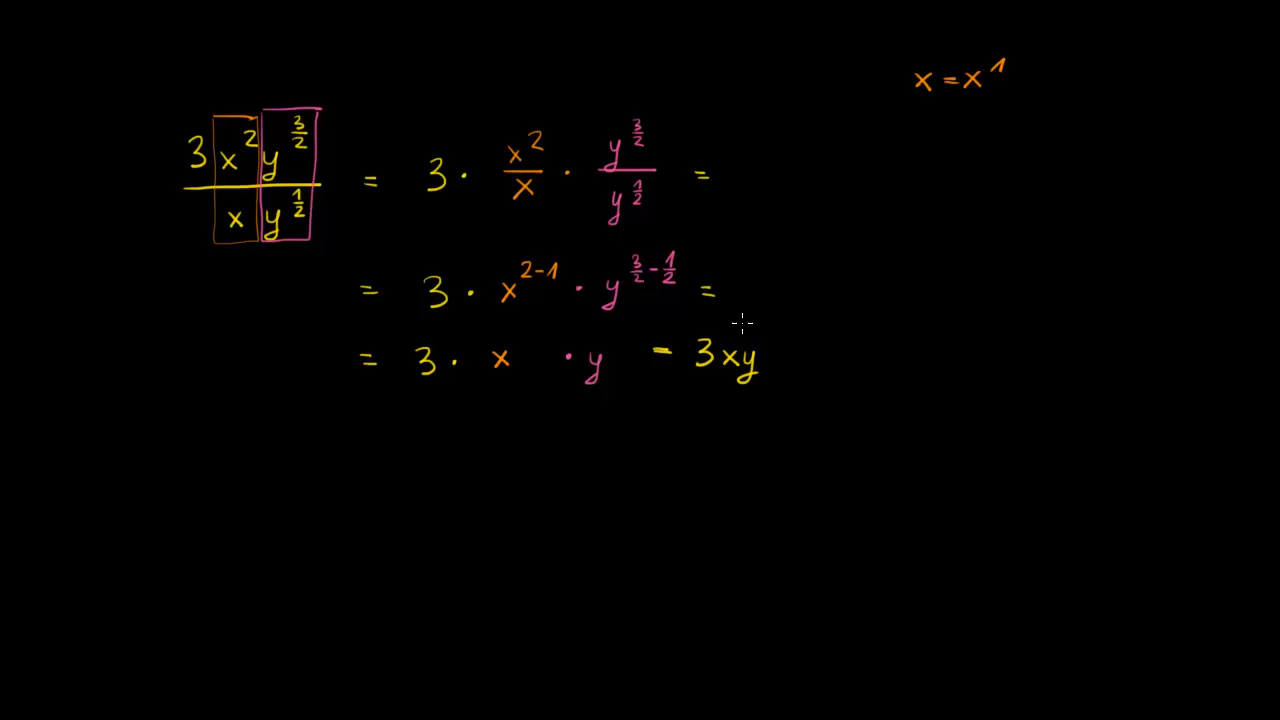 x = x^1
3x^2 y^(3/2) / x y^(1/2) = 3 · x^2/x · y^(3/2)/y^(1/2) =
= 3 · x^(2-1) · y^(3/2 - 1/2) =
= 3 · x · y = 3xy